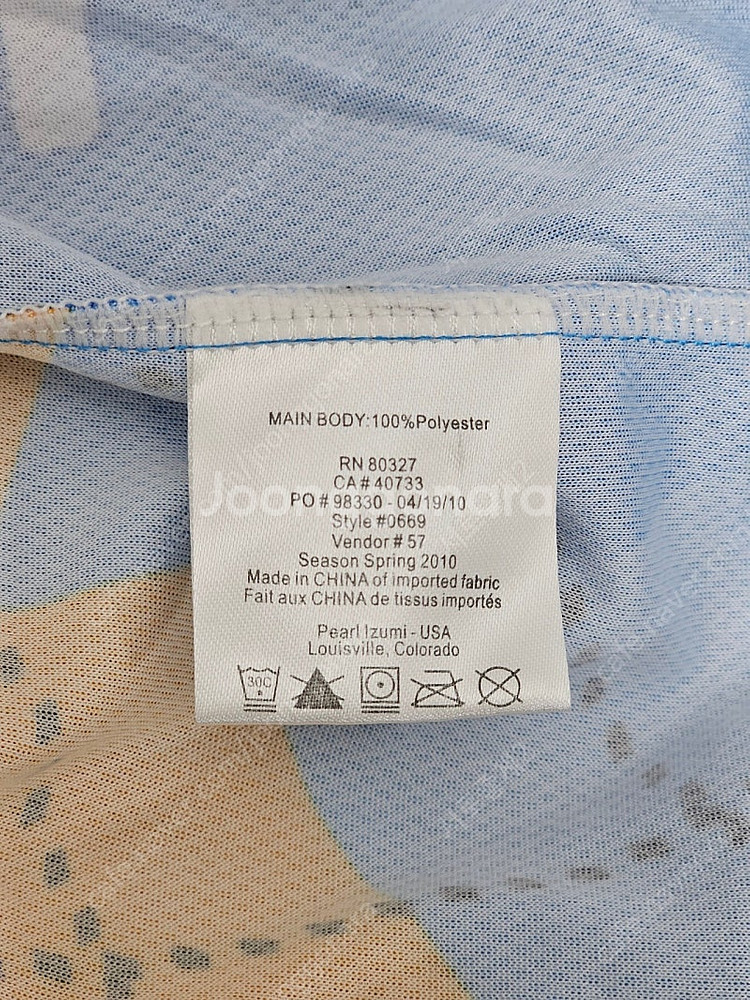 MAIN BODY:100%Polyester
RN 80327
CA# 40733
PO# 98330 - 04/19/10
Style #0669
Vendor # 57
Season Spring 2010
Made in CHINA of imported fabric
Fait aux CHINA de tissus importés
Pearl Izumi - USA
Louisville, Colorado
30C